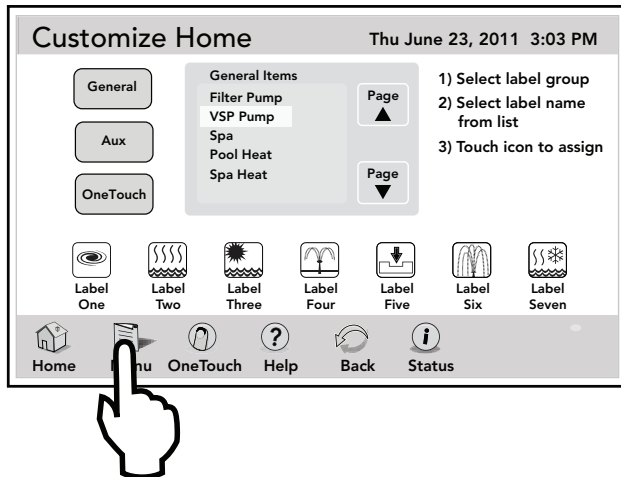 Customize Home
Thu June 23, 2011 3:03 PM
General
Aux
OneTouch
General Items
Filter Pump
VSP Pump
Spa
Pool Heat
Spa Heat
Page
Page
1) Select label group
2) Select label name
from list
3) Touch icon to assign
Label
One
Label
Two
Label
Three
Label
Four
Label
Five
Label
Six
Label
Seven
Home
Menu
OneTouch
Help
Back
Status